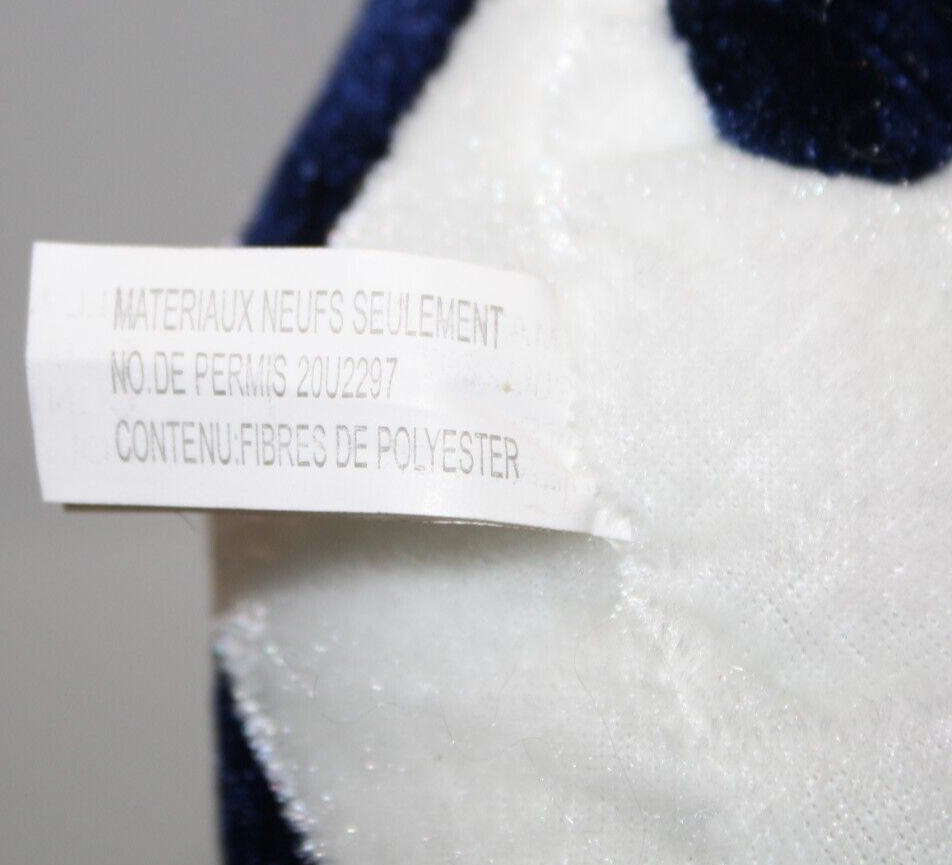 MATERIAUX NEUFS SEULEMENT
NO.DE PERMIS 20U2297
CONTENU:FIBRES DE POLYESTER